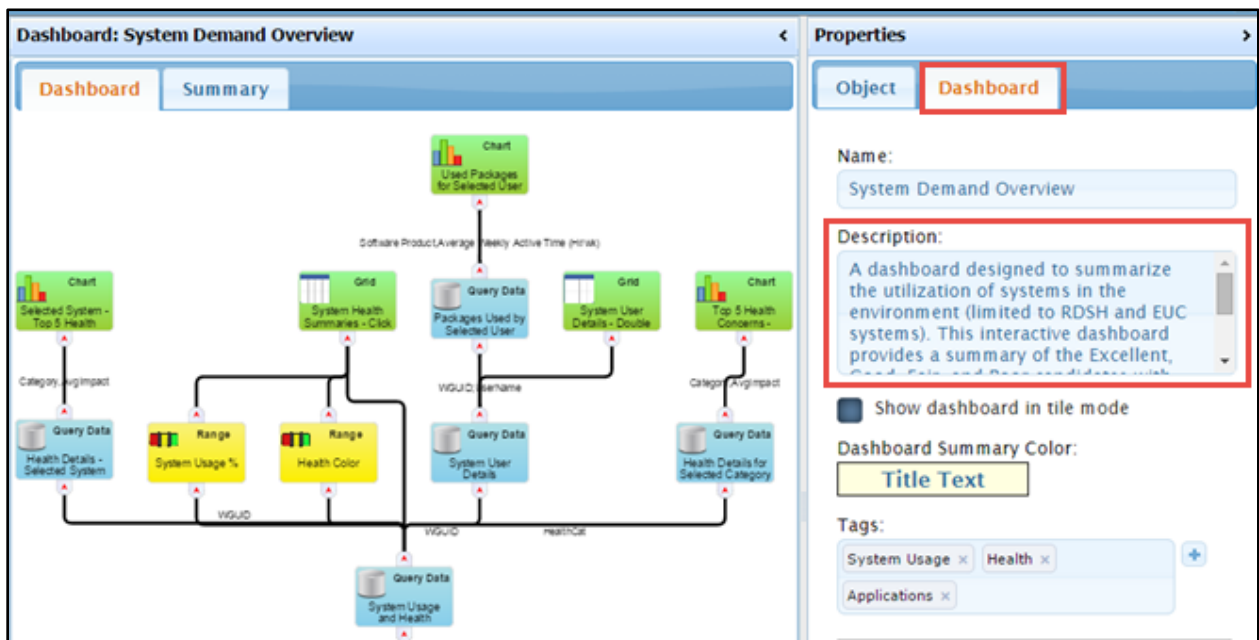 Dashboard: System Demand Overview
Dashboard
Summary
Chart
Used Packages
for Selected User
Software Product,Average Weekly Active Time (Hr/wk)
Chart
Selected System -
Top 5 Health
Grid
System Health
Summaries - Click
Query Data
Packages Used by
Selected User
Grid
System User
Details - Double
Chart
Top 5 Health
Concerns -
Category,AvgImpact
WGUID,Username
Category,AvgImpact
Query Data
Health Details -
Selected System
Range
System Usage %
Range
Health Color
Query Data
System User
Details
Query Data
Health Details for
Selected Category
WGUID
WGUID
HealthCat
Query Data
System Usage
and Health
Properties
Object
Dashboard
Name:
System Demand Overview
Description:
A dashboard designed to summarize
the utilization of systems in the
environment (limited to RDSH and EUC
systems). This interactive dashboard
provides a summary of the Excellent,
Good, Fair, and Poor candidates with
Show dashboard in tile mode
Dashboard Summary Color:
Title Text
Tags:
System Usage ×
Health ×
Applications ×